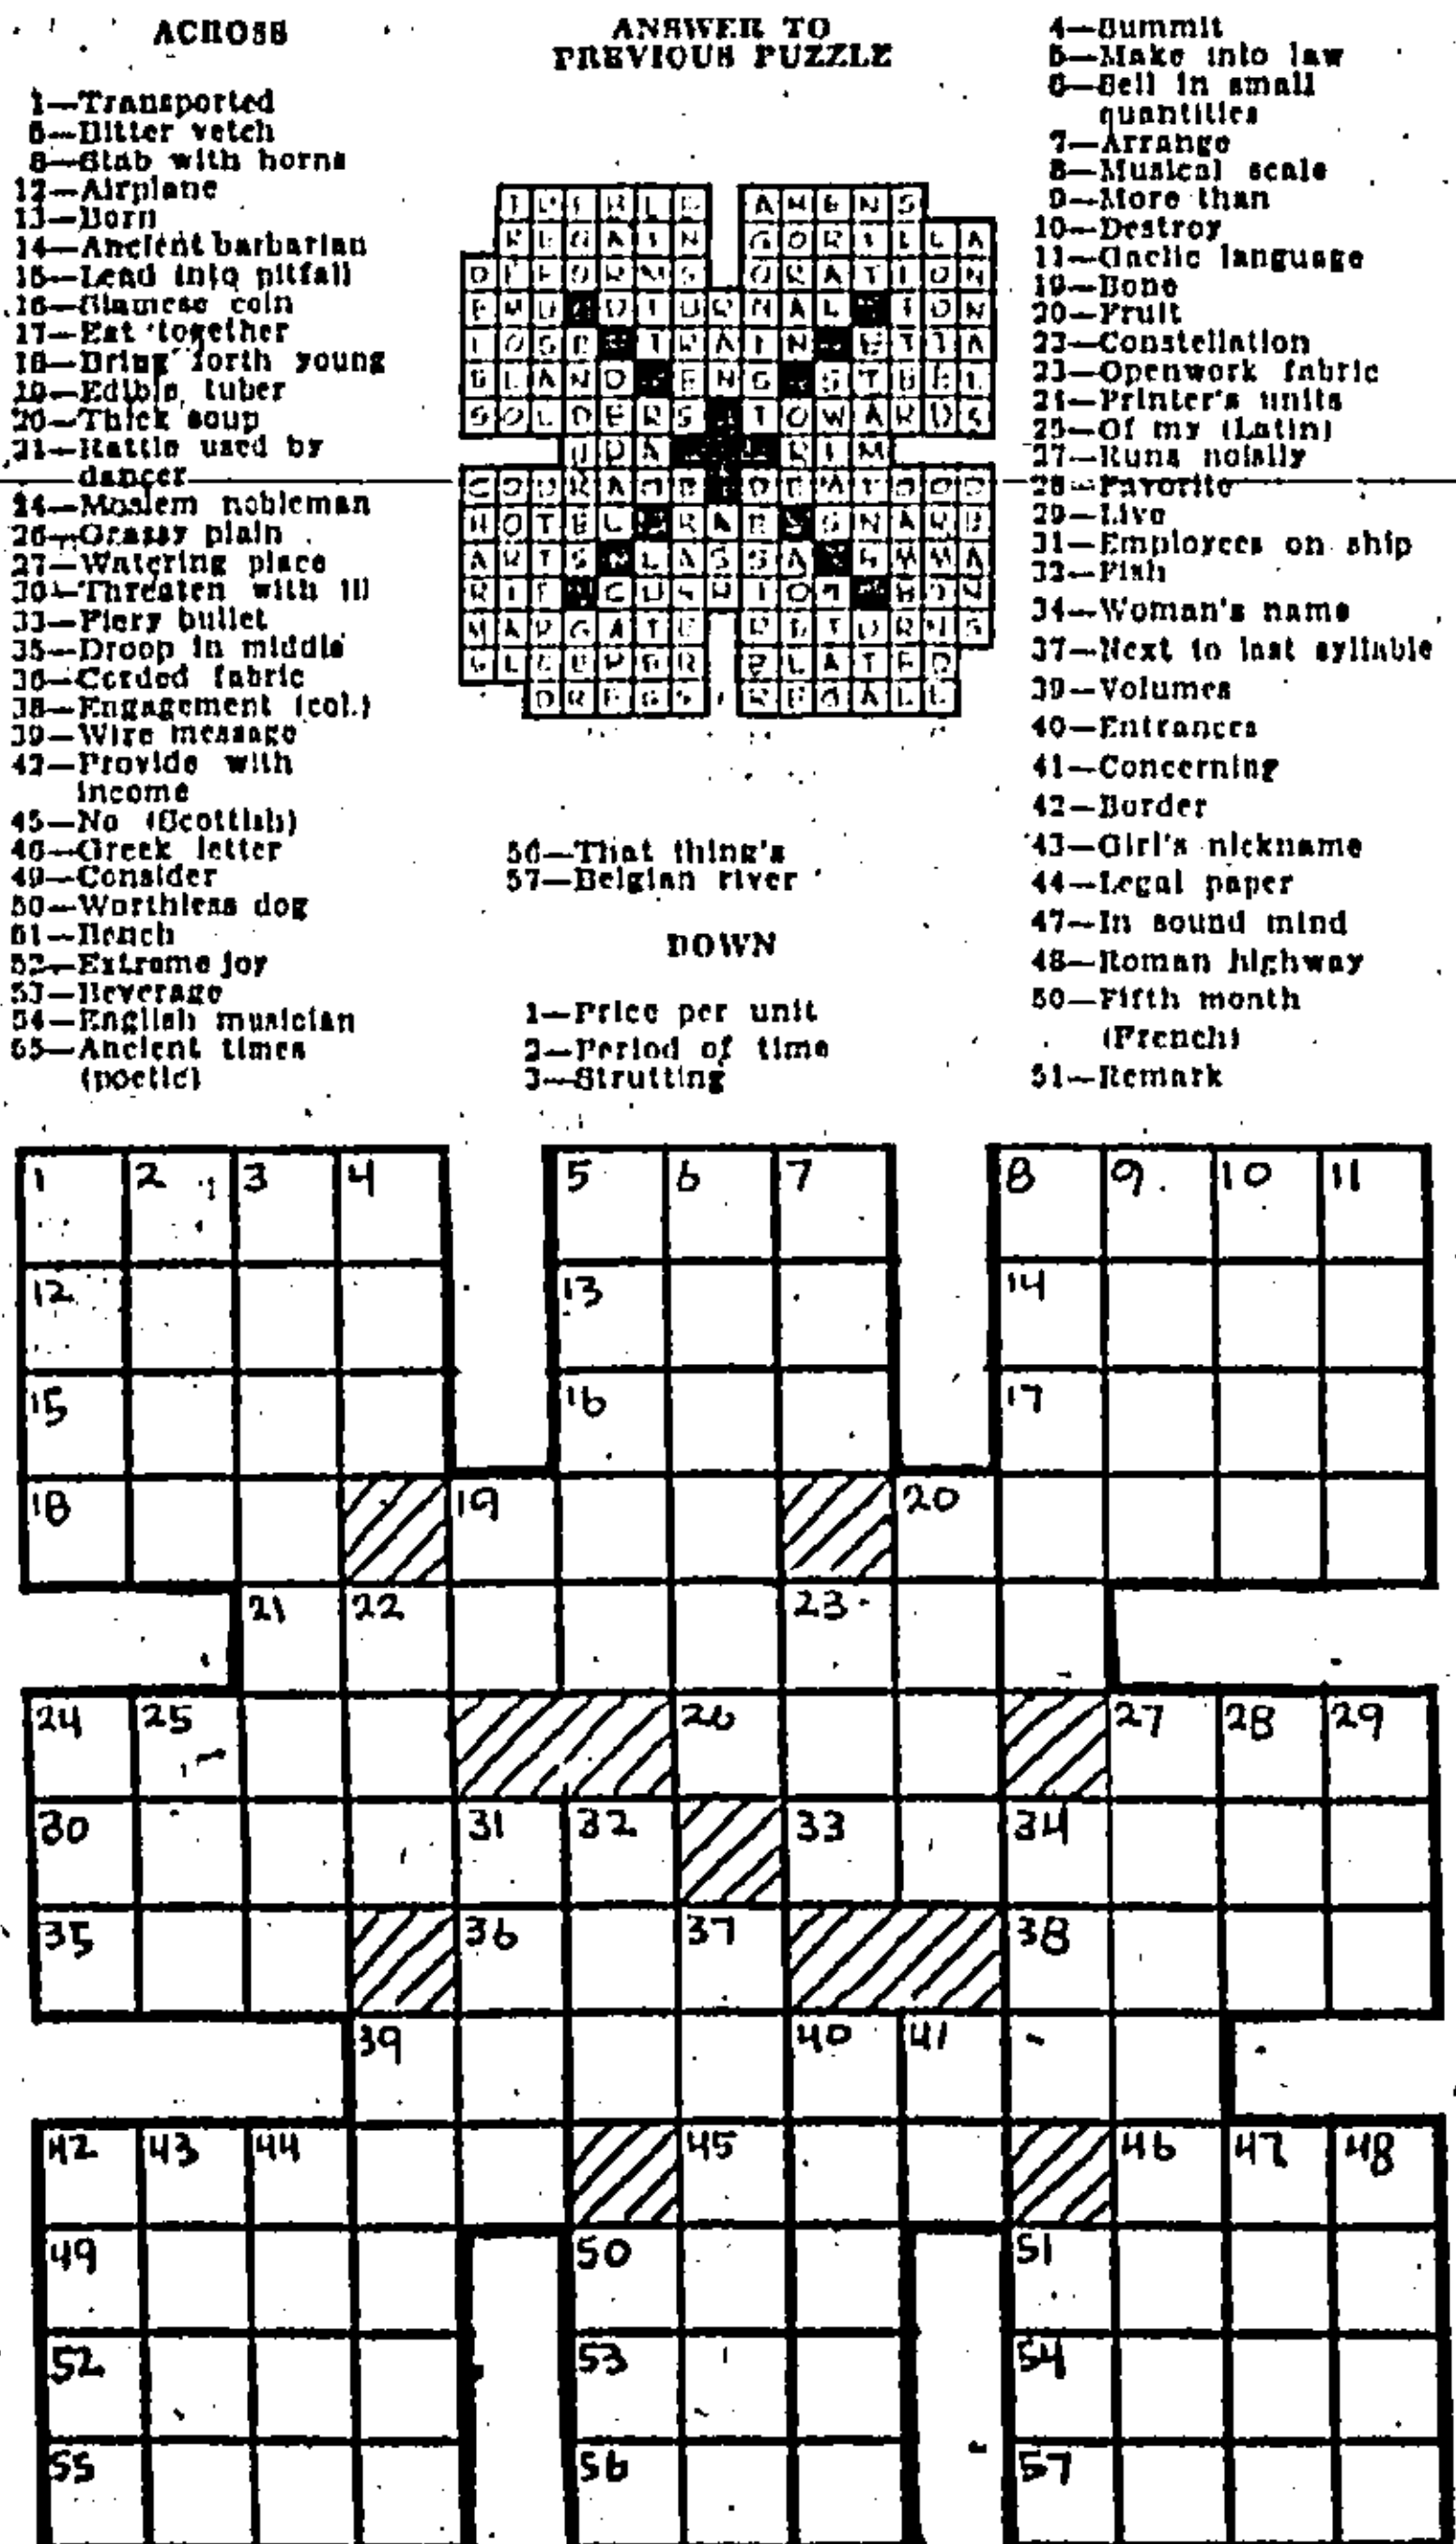 ACROSS
1—Transported
5—Bitter vetch
8—Stab with horns
12—Airplane
13—Born
14—Ancient barbarian
15—Lead into pitfall
16—Siamese coin
17—Eat together
18—Bring forth young
19—Edible tuber
20—Thick soup
21—Rattle used by
dancer
24—Moslem nobleman
26—Grassy plain
27—Watering place
30—Threaten with ill
33—Fiery bullet
35—Droop in middle
36—Corded fabric
38—Engagement (col.)
39—Wire message
42—Provide with
income
45—No (Scottish)
46—Greek letter
49—Consider
50—Worthless dog
51—Bench
52—Extreme joy
53—Beverage
54—English musician
55—Ancient times
(poetic)
ANSWER TO
PREVIOUS PUZZLE
56—That thing's
57—Belgian river
DOWN
1—Price per unit
2—Period of time
3—Strutting
4—Summit
5—Make into law
6—Sell in small
quantities
7—Arrange
8—Musical scale
9—More than
10—Destroy
11—Gaelic language
19—Bone
20—Fruit
22—Constellation
23—Openwork fabric
24—Printer's units
25—Of my (Latin)
27—Runs noisily
28—Favorite
29—Live
31—Employees on ship
32—Fish
34—Woman's name
37—Next to last syllable
39—Volumes
40—Entrances
41—Concerning
42—Border
43—Girl's nickname
44—Legal paper
47—In sound mind
48—Roman highway
50—Fifth month
(French)
51—Remark
1 2 3 4 5 6 7 8 9 10 11
12 13 14
15 16 17
18 19 20
21 22 23
24 25 26 27 28 29
30 31 32 33 34
35 36 37 38
39 40 41
42 43 44 45 46 47 48
49 50 51
52 53 54
55 56 57